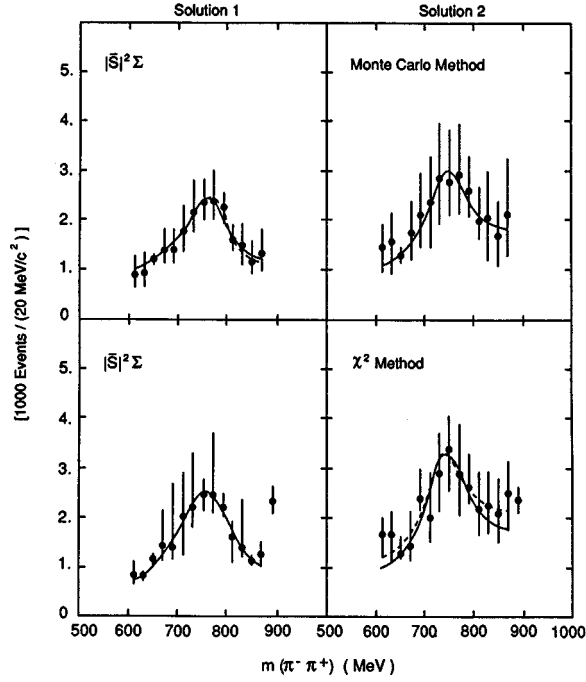 Solution 1 Solution 2
|S̄|²Σ Monte Carlo Method
5.
4.
3.
2.
1.
0
|S̄|²Σ χ² Method
5.
4.
3.
2.
1.
0
[1000 Events / (20 MeV/c²)]
500 600 700 800 900 500 600 700 800 900 1000
m (π⁻ π⁺) (MeV)